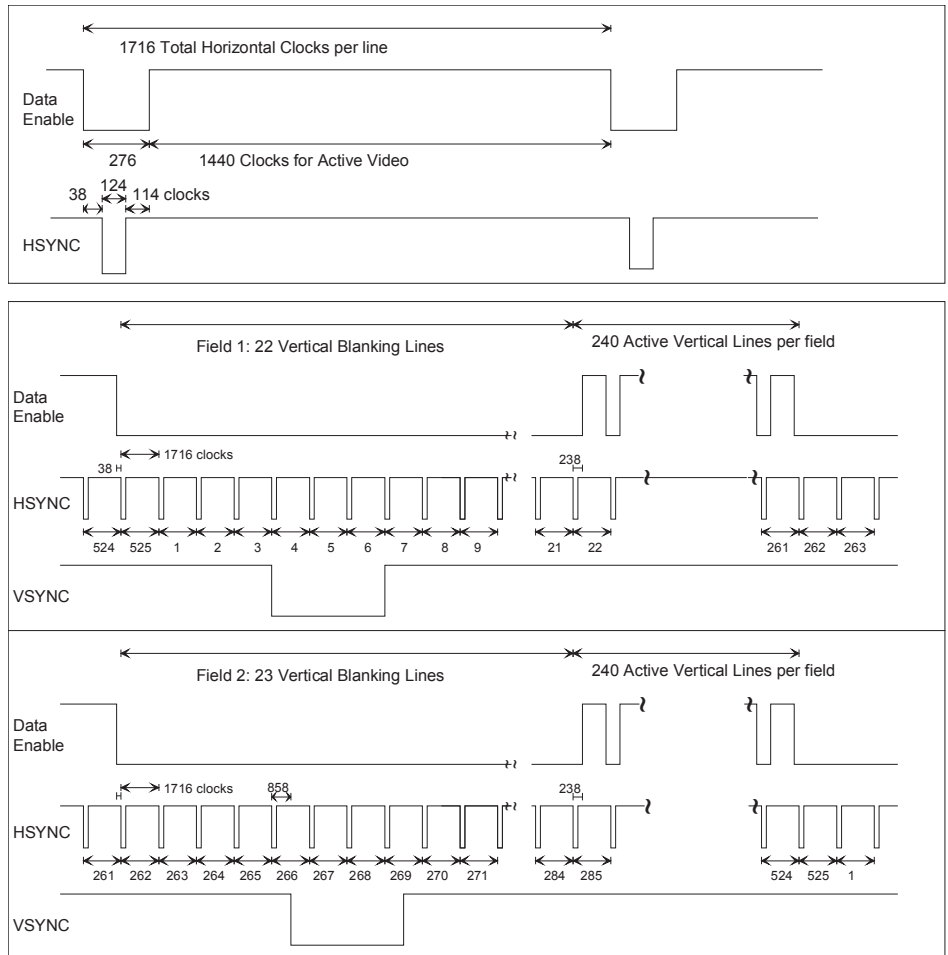 1716 Total Horizontal Clocks per line
Data
Enable
276
1440 Clocks for Active Video
124
38
114 clocks
HSYNC
Field 1: 22 Vertical Blanking Lines
240 Active Vertical Lines per field
Data
Enable
1716 clocks
38
238
HSYNC
524 525 1 2 3 4 5 6 7 8 9 21 22 261 262 263
VSYNC
Field 2: 23 Vertical Blanking Lines
240 Active Vertical Lines per field
Data
Enable
1716 clocks
858
238
HSYNC
261 262 263 264 265 266 267 268 269 270 271 284 285 524 525 1
VSYNC